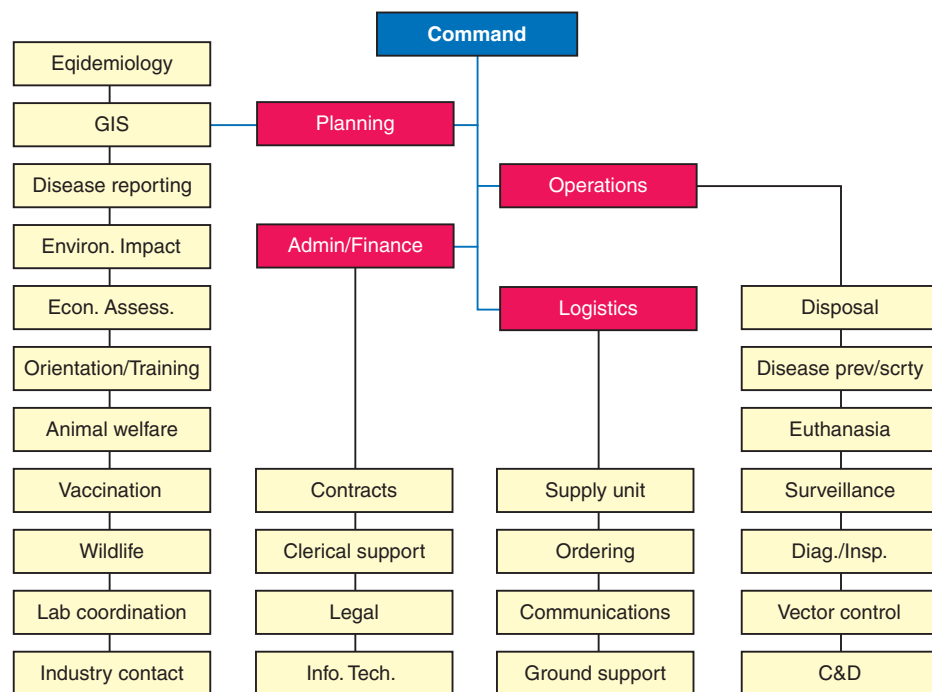 Command
Eqidemiology
GIS
Planning
Disease reporting
Operations
Environ. Impact
Admin/Finance
Econ. Assess.
Logistics
Disposal
Orientation/Training
Disease prev/scrty
Animal welfare
Euthanasia
Vaccination
Contracts
Supply unit
Surveillance
Wildlife
Clerical support
Ordering
Diag./Insp.
Lab coordination
Legal
Communications
Vector control
Industry contact
Info. Tech.
Ground support
C&D